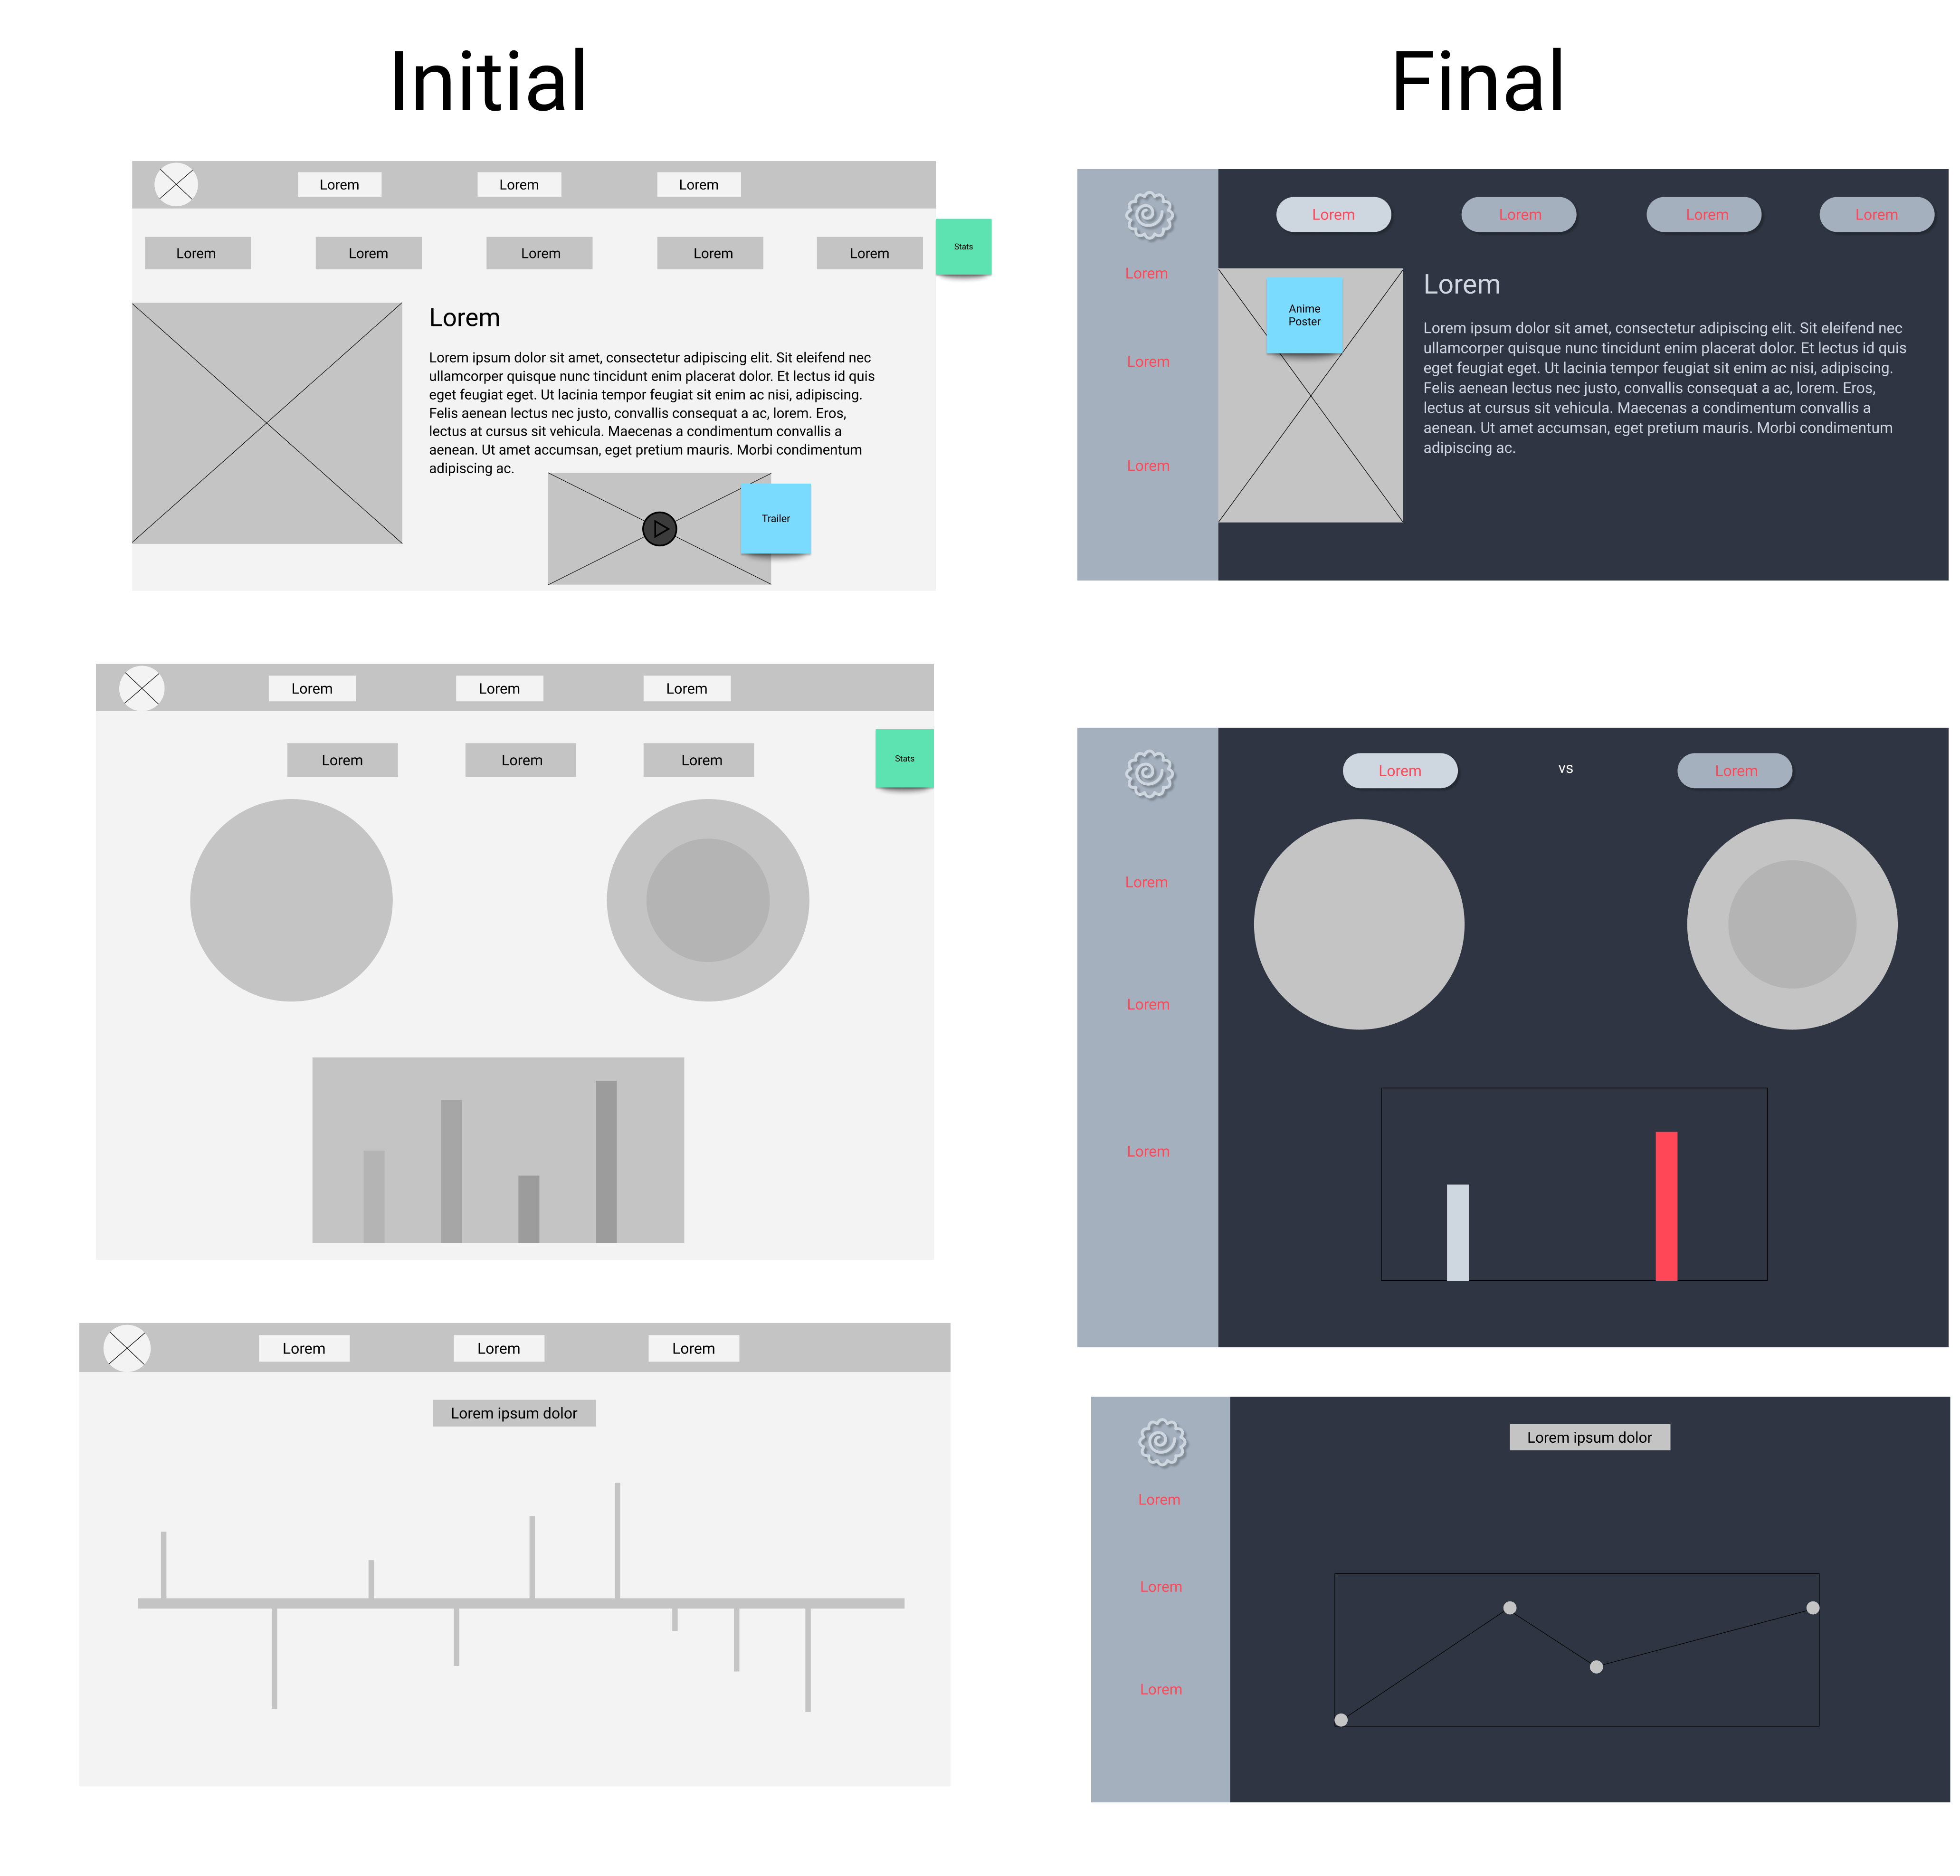 Initial
Final
Lorem
Lorem
Lorem
Lorem
Lorem
Lorem
Lorem
Lorem
Stats
Lorem
Lorem ipsum dolor sit amet, consectetur adipiscing elit. Sit eleifend nec
ullamcorper quisque nunc tincidunt enim placerat dolor. Et lectus id quis
eget feugiat eget. Ut lacinia tempor feugiat sit enim ac nisi, adipiscing.
Felis aenean lectus nec justo, convallis consequat a ac, lorem. Eros,
lectus at cursus sit vehicula. Maecenas a condimentum convallis a
aenean. Ut amet accumsan, eget pretium mauris. Morbi condimentum
adipiscing ac.
Trailer
Lorem
Lorem
Lorem
Lorem
Lorem
Lorem
Stats
Lorem
Lorem
Lorem
Lorem ipsum dolor
Lorem
Lorem
Lorem
Lorem
Lorem
Lorem
Lorem
Anime
Poster
Lorem
Lorem ipsum dolor sit amet, consectetur adipiscing elit. Sit eleifend nec
ullamcorper quisque nunc tincidunt enim placerat dolor. Et lectus id quis
eget feugiat eget. Ut lacinia tempor feugiat sit enim ac nisi, adipiscing.
Felis aenean lectus nec justo, convallis consequat a ac, lorem. Eros,
lectus at cursus sit vehicula. Maecenas a condimentum convallis a
aenean. Ut amet accumsan, eget pretium mauris. Morbi condimentum
adipiscing ac.
Lorem
vs
Lorem
Lorem
Lorem
Lorem
Lorem ipsum dolor
Lorem
Lorem
Lorem